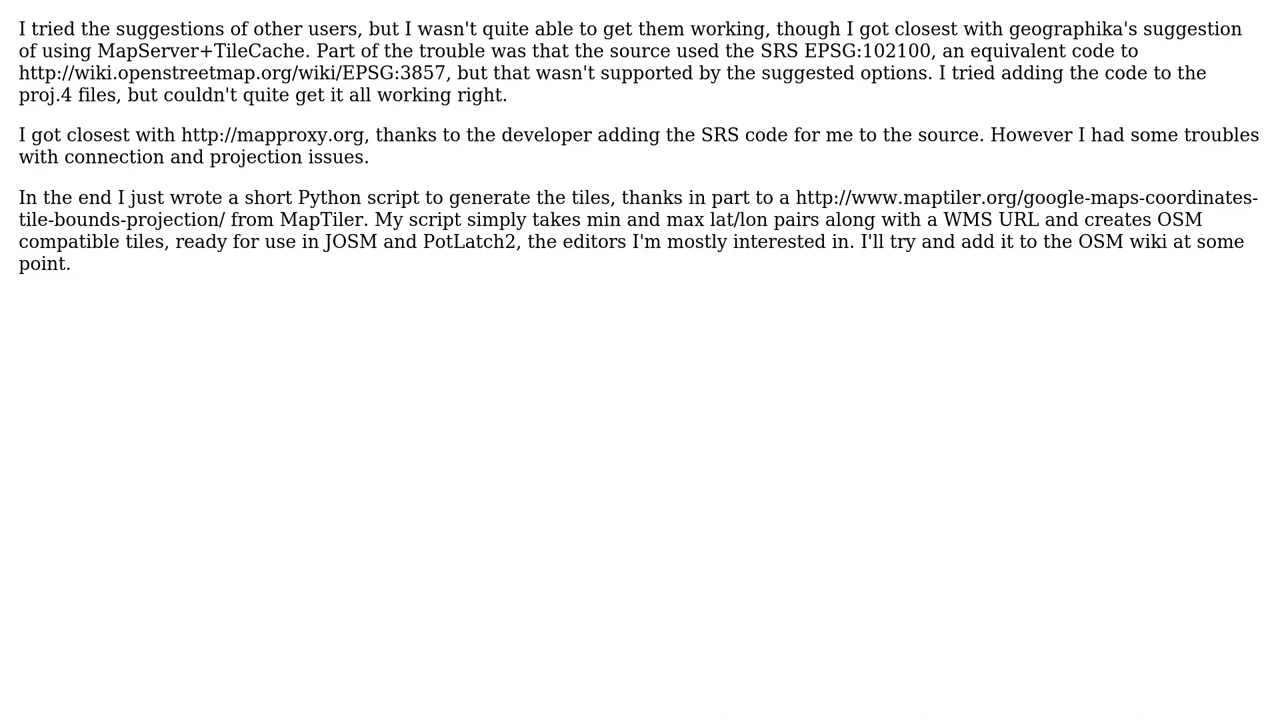 I tried the suggestions of other users, but I wasn't quite able to get them working, though I got closest with geographika's suggestion
of using MapServer+TileCache. Part of the trouble was that the source used the SRS EPSG:102100, an equivalent code to
http://wiki.openstreetmap.org/wiki/EPSG:3857, but that wasn't supported by the suggested options. I tried adding the code to the
proj.4 files, but couldn't quite get it all working right.
I got closest with http://mapproxy.org, thanks to the developer adding the SRS code for me to the source. However I had some troubles
with connection and projection issues.
In the end I just wrote a short Python script to generate the tiles, thanks in part to a http://www.maptiler.org/google-maps-coordinates-
tile-bounds-projection/ from MapTiler. My script simply takes min and max lat/lon pairs along with a WMS URL and creates OSM
compatible tiles, ready for use in JOSM and PotLatch2, the editors I'm mostly interested in. I'll try and add it to the OSM wiki at some
point.